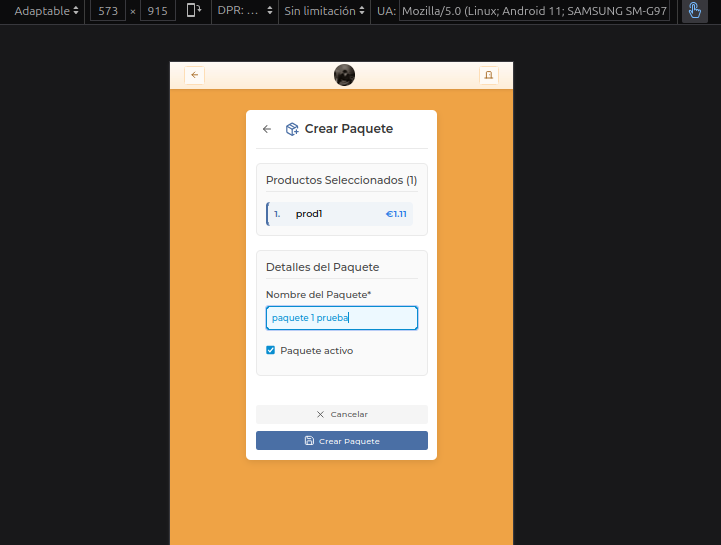 Adaptable 573 × 915 DPR: ... Sin limitación UA: Mozilla/5.0 (Linux; Android 11; SAMSUNG SM-G97
Crear Paquete
Productos Seleccionados (1)
1. prod1 €1.11
Detalles del Paquete
Nombre del Paquete*
paquete 1 prueba
Paquete activo
Cancelar
Crear Paquete